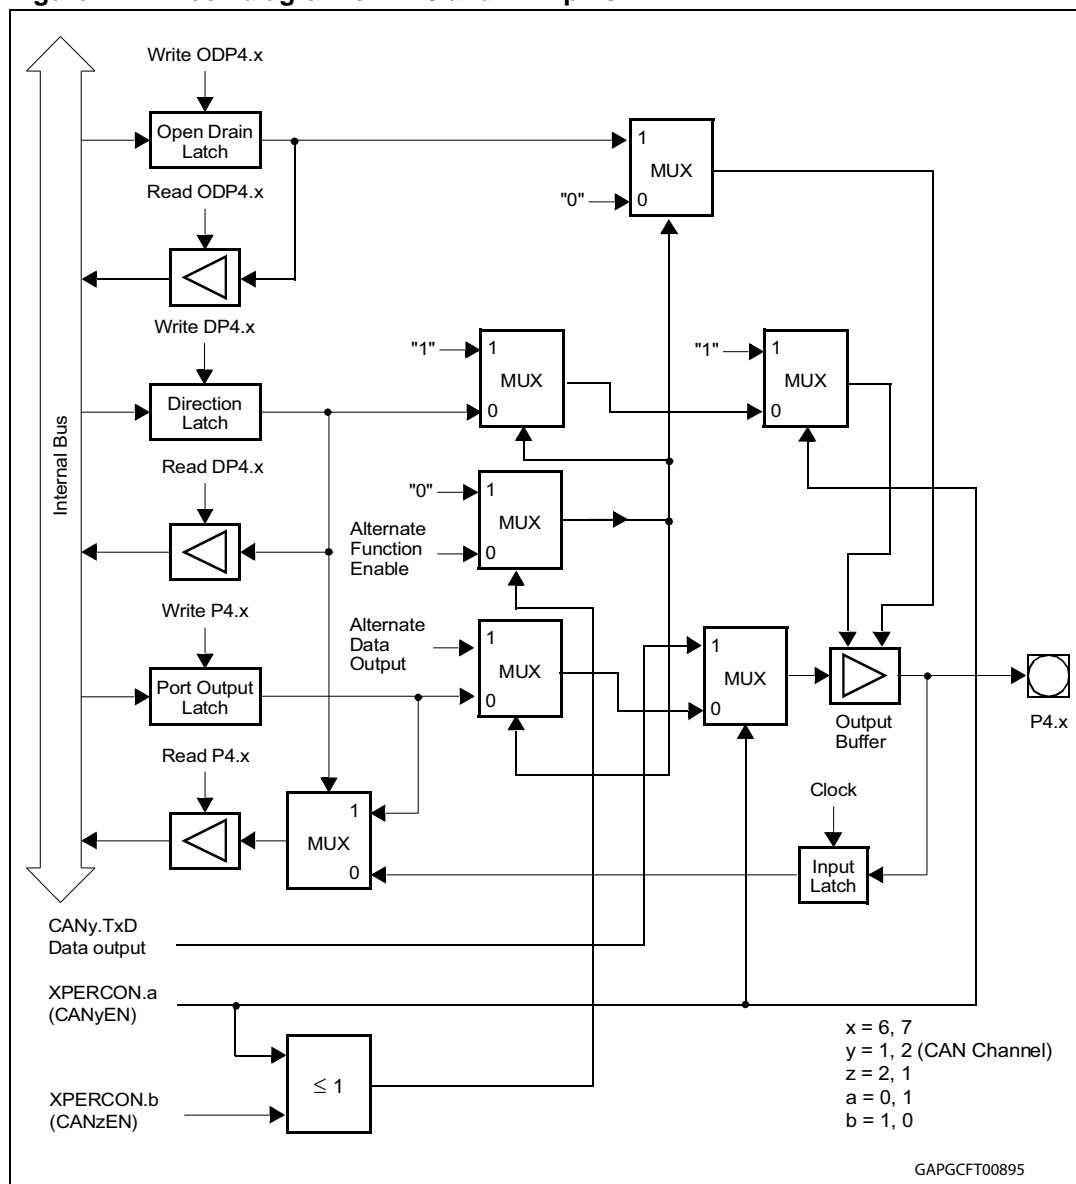 Write ODP4.x
Open Drain
Latch
1
MUX
"0"
0
Read ODP4.x
Write DP4.x
"1"
1
MUX
0
"1"
1
MUX
0
Direction
Latch
Internal Bus
Read DP4.x
"0"
1
MUX
0
Alternate
Function
Enable
Write P4.x
Alternate
Data
Output
1
MUX
0
1
MUX
0
Port Output
Latch
Output
Buffer
P4.x
Read P4.x
1
MUX
0
Clock
Input
Latch
CANy.TxD
Data output
XPERCON.a
(CANyEN)
≤ 1
XPERCON.b
(CANzEN)
x = 6, 7
y = 1, 2 (CAN Channel)
z = 2, 1
a = 0, 1
b = 1, 0
GAPGCFT00895